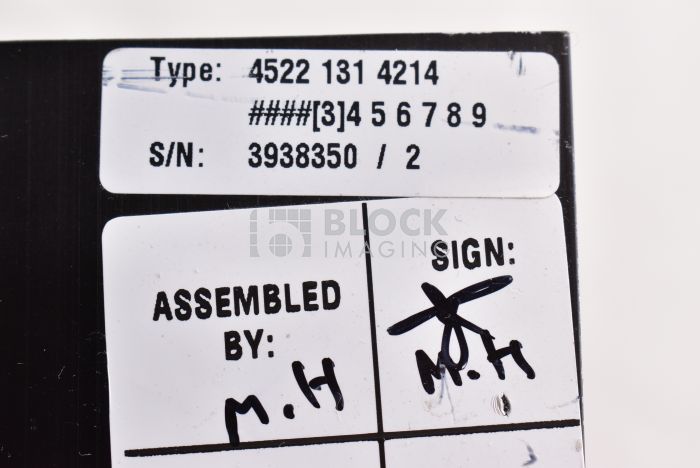 Type: 4522 131 4214
####[3]4 5 6 7 8 9
S/N: 3938350 / 2
BLOCK
IMAGING
SIGN:
ASSEMBLED
BY:
M.H
M.H